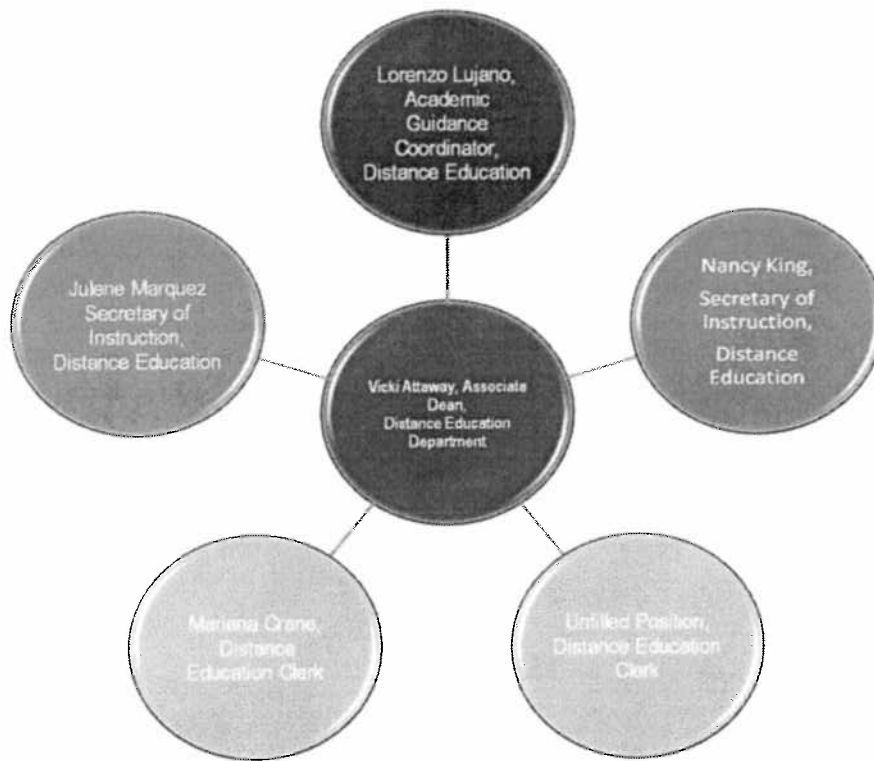 Lorenzo Lujano,
Academic
Guidance
Coordinator,
Distance Education
Julene Marquez
Secretary of
Instruction,
Distance Education
Nancy King,
Secretary of
Instruction,
Distance
Education
Vicki Attaway, Associate
Dean,
Distance Education
Department
Mariana Crane,
Distance
Education Clerk
Unfilled Position,
Distance Education
Clerk